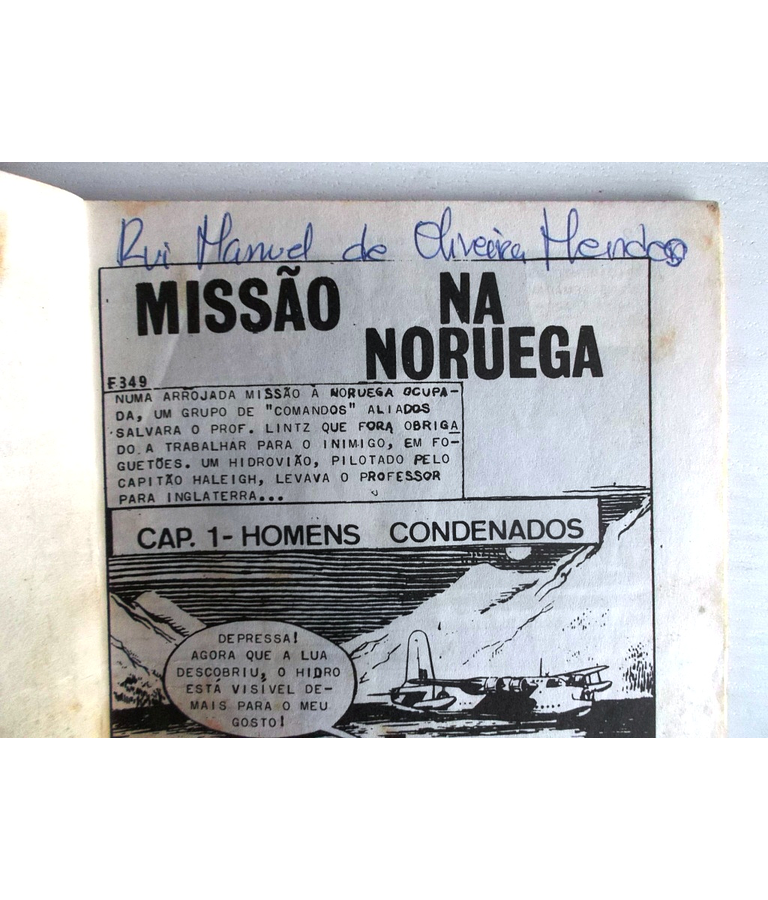 Rui Manuel de Oliveira Mendes
MISSÃO NA
NORUEGA
F349
NUMA ARROJADA MISSÃO À NORUEGA OCUPA-
DA, UM GRUPO DE "COMANDOS" ALIADOS
SALVARA O PROF. LINTZ QUE FORA OBRIGA
DO A TRABALHAR PARA O INIMIGO, EM FO-
GUETÕES. UM HIDROVIÃO, PILOTADO PELO
CAPITÃO HALEIGH, LEVAVA O PROFESSOR
PARA INGLATERRA...
CAP. 1- HOMENS CONDENADOS
DEPRESSA!
AGORA QUE A LUA
DESCOBRIU, O HIDRO
ESTÁ VISIVEL DE-
MAIS PARA O MEU
GOSTO!